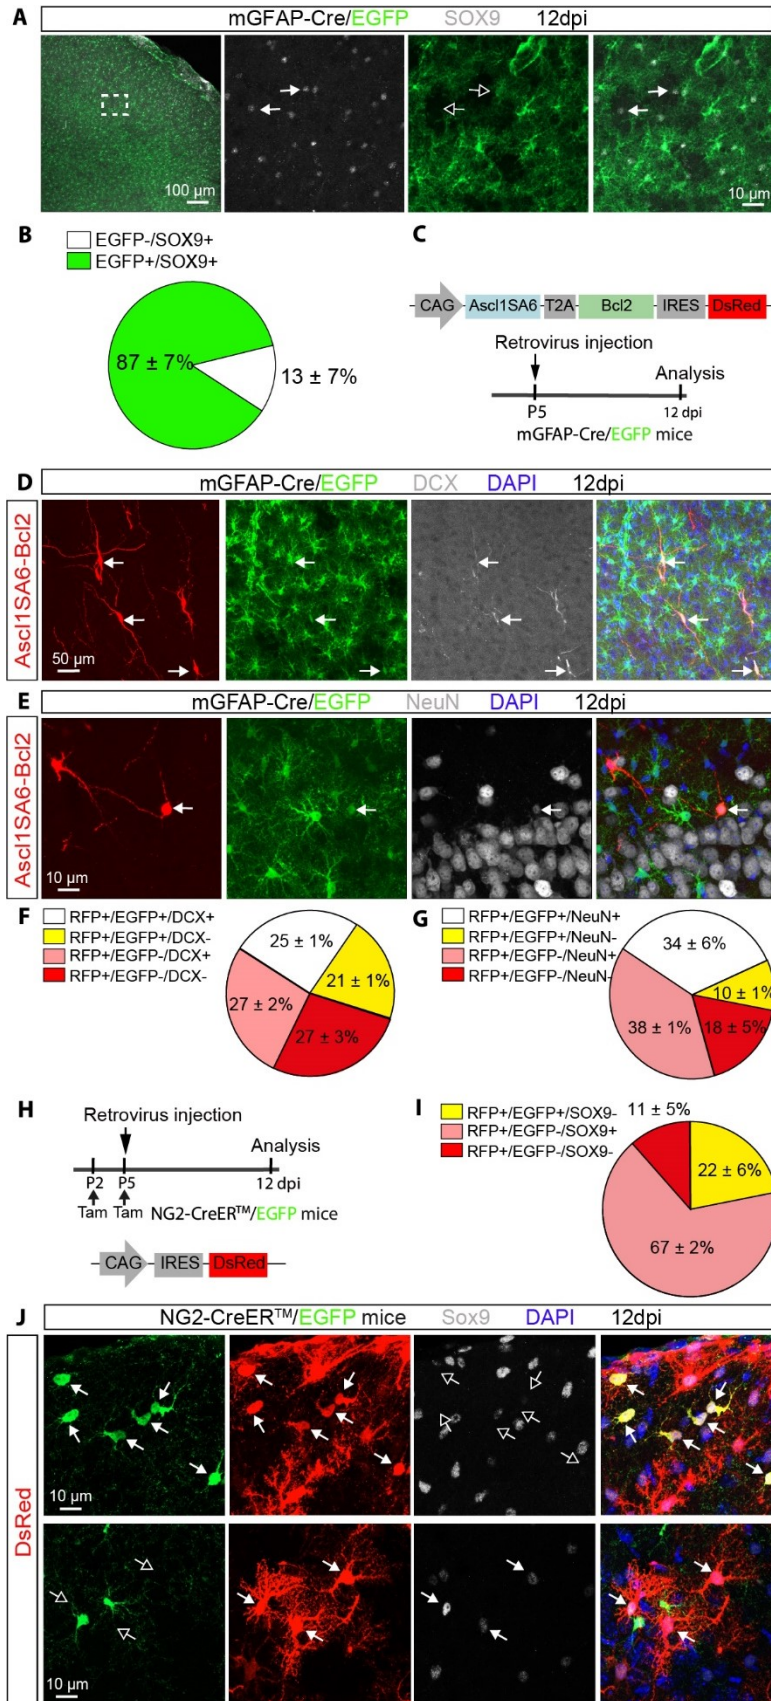 A
mGFAP-Cre/EGFP SOX9 12dpi
100 µm
10 µm
B
EGFP-/SOX9+
EGFP+/SOX9+
87 ± 7%
13 ± 7%
C
CAG Ascl1SA6 T2A Bcl2 IRES DsRed
Retrovirus injection
Analysis
P5
12 dpi
mGFAP-Cre/EGFP mice
D
mGFAP-Cre/EGFP DCX DAPI 12dpi
Ascl1SA6-Bcl2
50 µm
E
mGFAP-Cre/EGFP NeuN DAPI 12dpi
Ascl1SA6-Bcl2
10 µm
F
RFP+/EGFP+/DCX+
RFP+/EGFP+/DCX-
RFP+/EGFP-/DCX+
RFP+/EGFP-/DCX-
25 ± 1%
21 ± 1%
27 ± 2%
27 ± 3%
G
RFP+/EGFP+/NeuN+
RFP+/EGFP+/NeuN-
RFP+/EGFP-/NeuN+
RFP+/EGFP-/NeuN-
34 ± 6%
10 ± 1%
38 ± 1%
18 ± 5%
H
Retrovirus injection
Analysis
P2 P5 12 dpi
Tam Tam NG2-CreER™/EGFP mice
CAG IRES DsRed
I
RFP+/EGFP+/SOX9-
RFP+/EGFP-/SOX9+
RFP+/EGFP-/SOX9-
11 ± 5%
22 ± 6%
67 ± 2%
J
NG2-CreER™/EGFP mice Sox9 DAPI 12dpi
DsRed
10 µm
10 µm